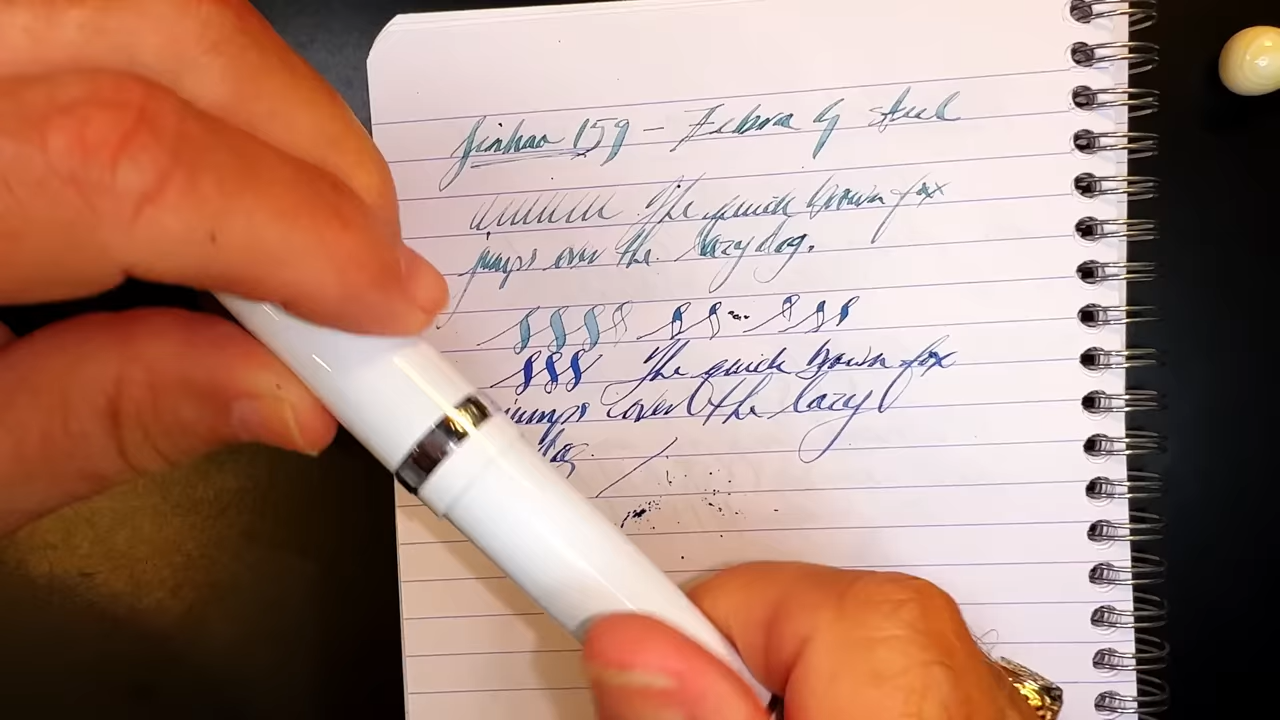 Jinhao 159 - Zebra G steel
The quick brown fox
jumps over the lazy dog.
The quick brown fox
jumps over the lazy
dog